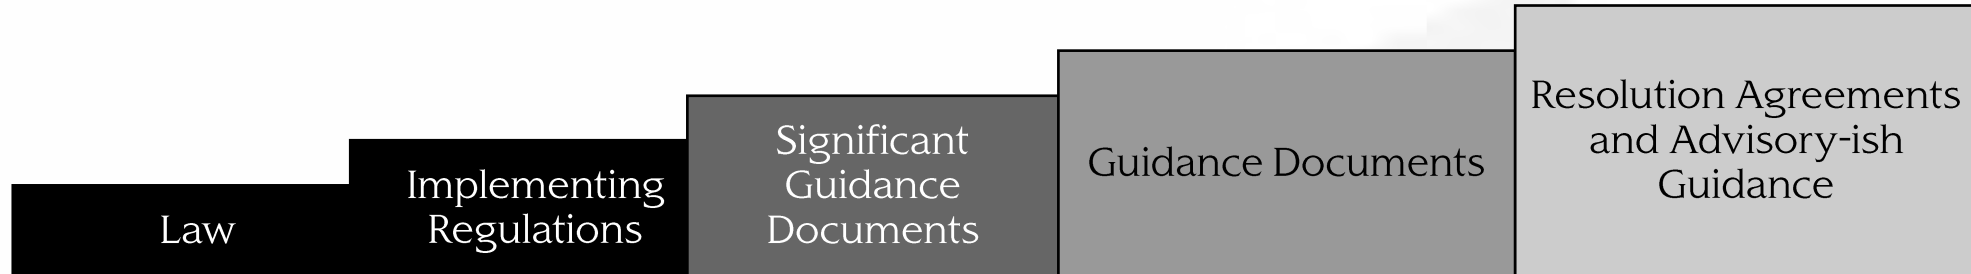 Law
Implementing
Regulations
Significant
Guidance
Documents
Guidance Documents
Resolution Agreements
and Advisory-ish
Guidance